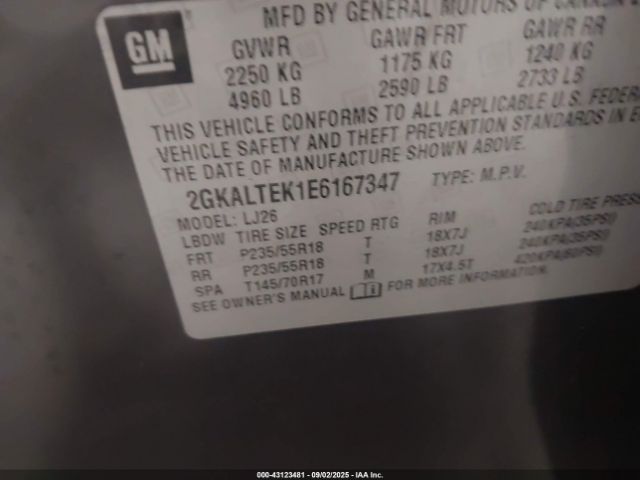 MFD BY GENERAL MOTORS OF
GM
GVWR GAWR FRT GAWR RR
2250 KG 1175 KG 1240 KG
4960 LB 2590 LB 2733 LB
THIS VEHICLE CONFORMS TO ALL APPLICABLE U.S. FEDER
VEHICLE SAFETY AND THEFT PREVENTION STANDARDS IN E
THE DATE OF MANUFACTURE SHOWN ABOVE.
2GKALTEK1E6167347 TYPE: M.P.V.
MODEL: LJ26
LBDW TIRE SIZE SPEED RTG RIM COLD TIRE PRES
FRT P235/55R18 T 18X7J 240KPA(35PSI)
RR P235/55R18 T 18X7J 240KPA(35PSI)
SPA T145/70R17 M 17X4.5T 420KPA(60PSI)
SEE OWNER'S MANUAL FOR MORE INFORMATION.
000-43123481 - 09/02/2025 - IAA Inc.